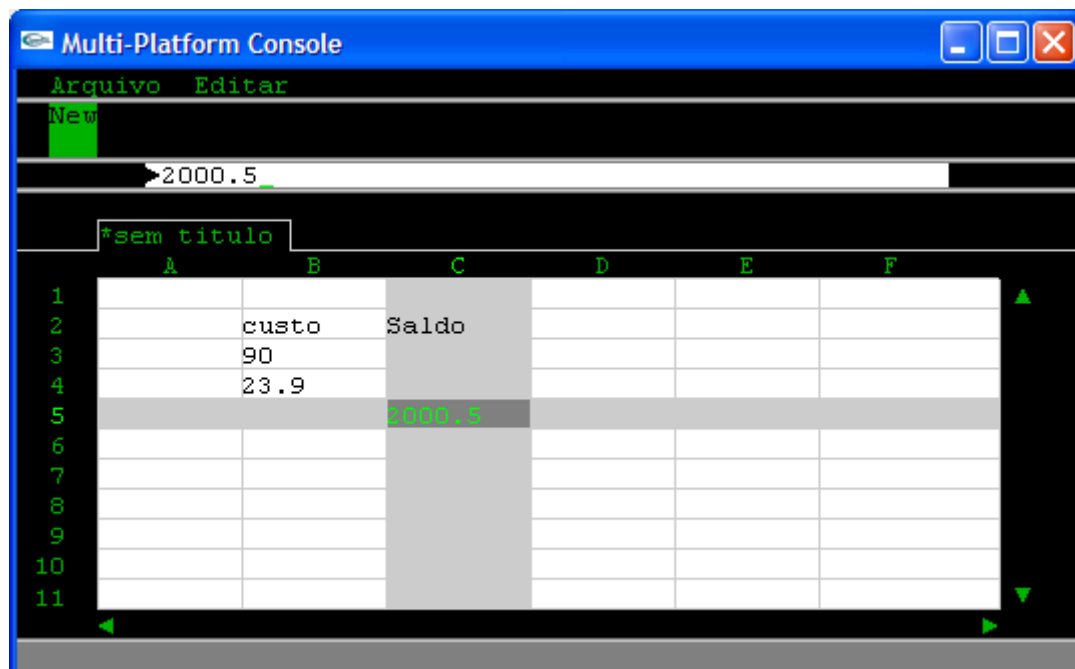 Multi-Platform Console
Arquivo Editar
New
>2000.5_
*sem titulo
A B C D E F
1
2 custo Saldo
3 90
4 23.9
5 2000.5
6
7
8
9
10
11